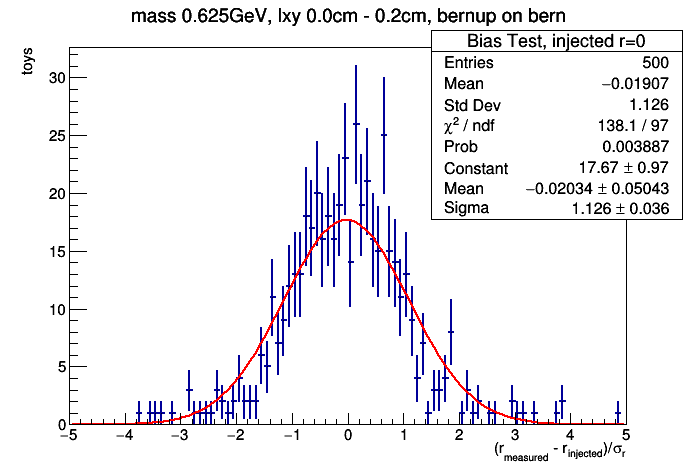 mass 0.625GeV, lxy 0.0cm - 0.2cm, bernup on bern
toys
Bias Test, injected r=0
Entries 500
Mean −0.01907
Std Dev 1.126
χ² / ndf 138.1 / 97
Prob 0.003887
Constant 17.67 ± 0.97
Mean −0.02034 ± 0.05043
Sigma 1.126 ± 0.036
30
25
20
15
10
5
0
−5 −4 −3 −2 −1 0 1 2 3 4 5
(r_measured - r_injected)/σ_r